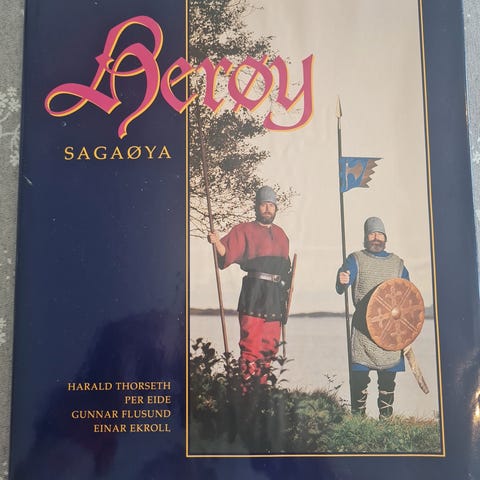 Herøy
SAGAØYA
HARALD THORSETH
PER EIDE
GUNNAR FLUSUND
EINAR EKROLL